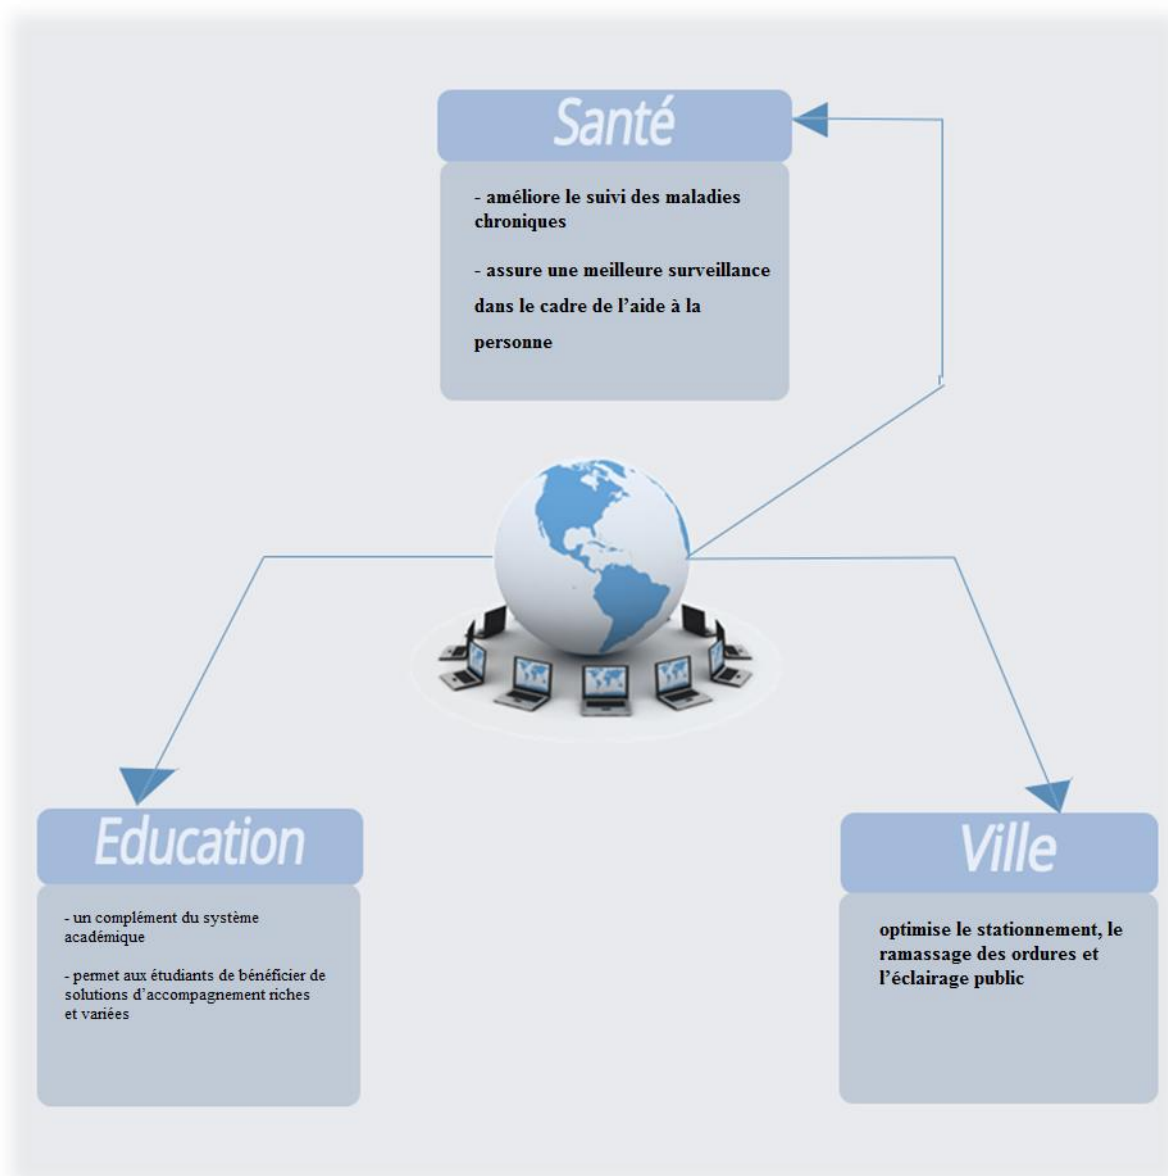 Santé
- améliore le suivi des maladies
chroniques
- assure une meilleure surveillance
dans le cadre de l’aide à la
personne
Education
- un complément du système
académique
- permet aux étudiants de bénéficier de
solutions d’accompagnement riches
et variées
Ville
optimise le stationnement, le
ramassage des ordures et
l’éclairage public